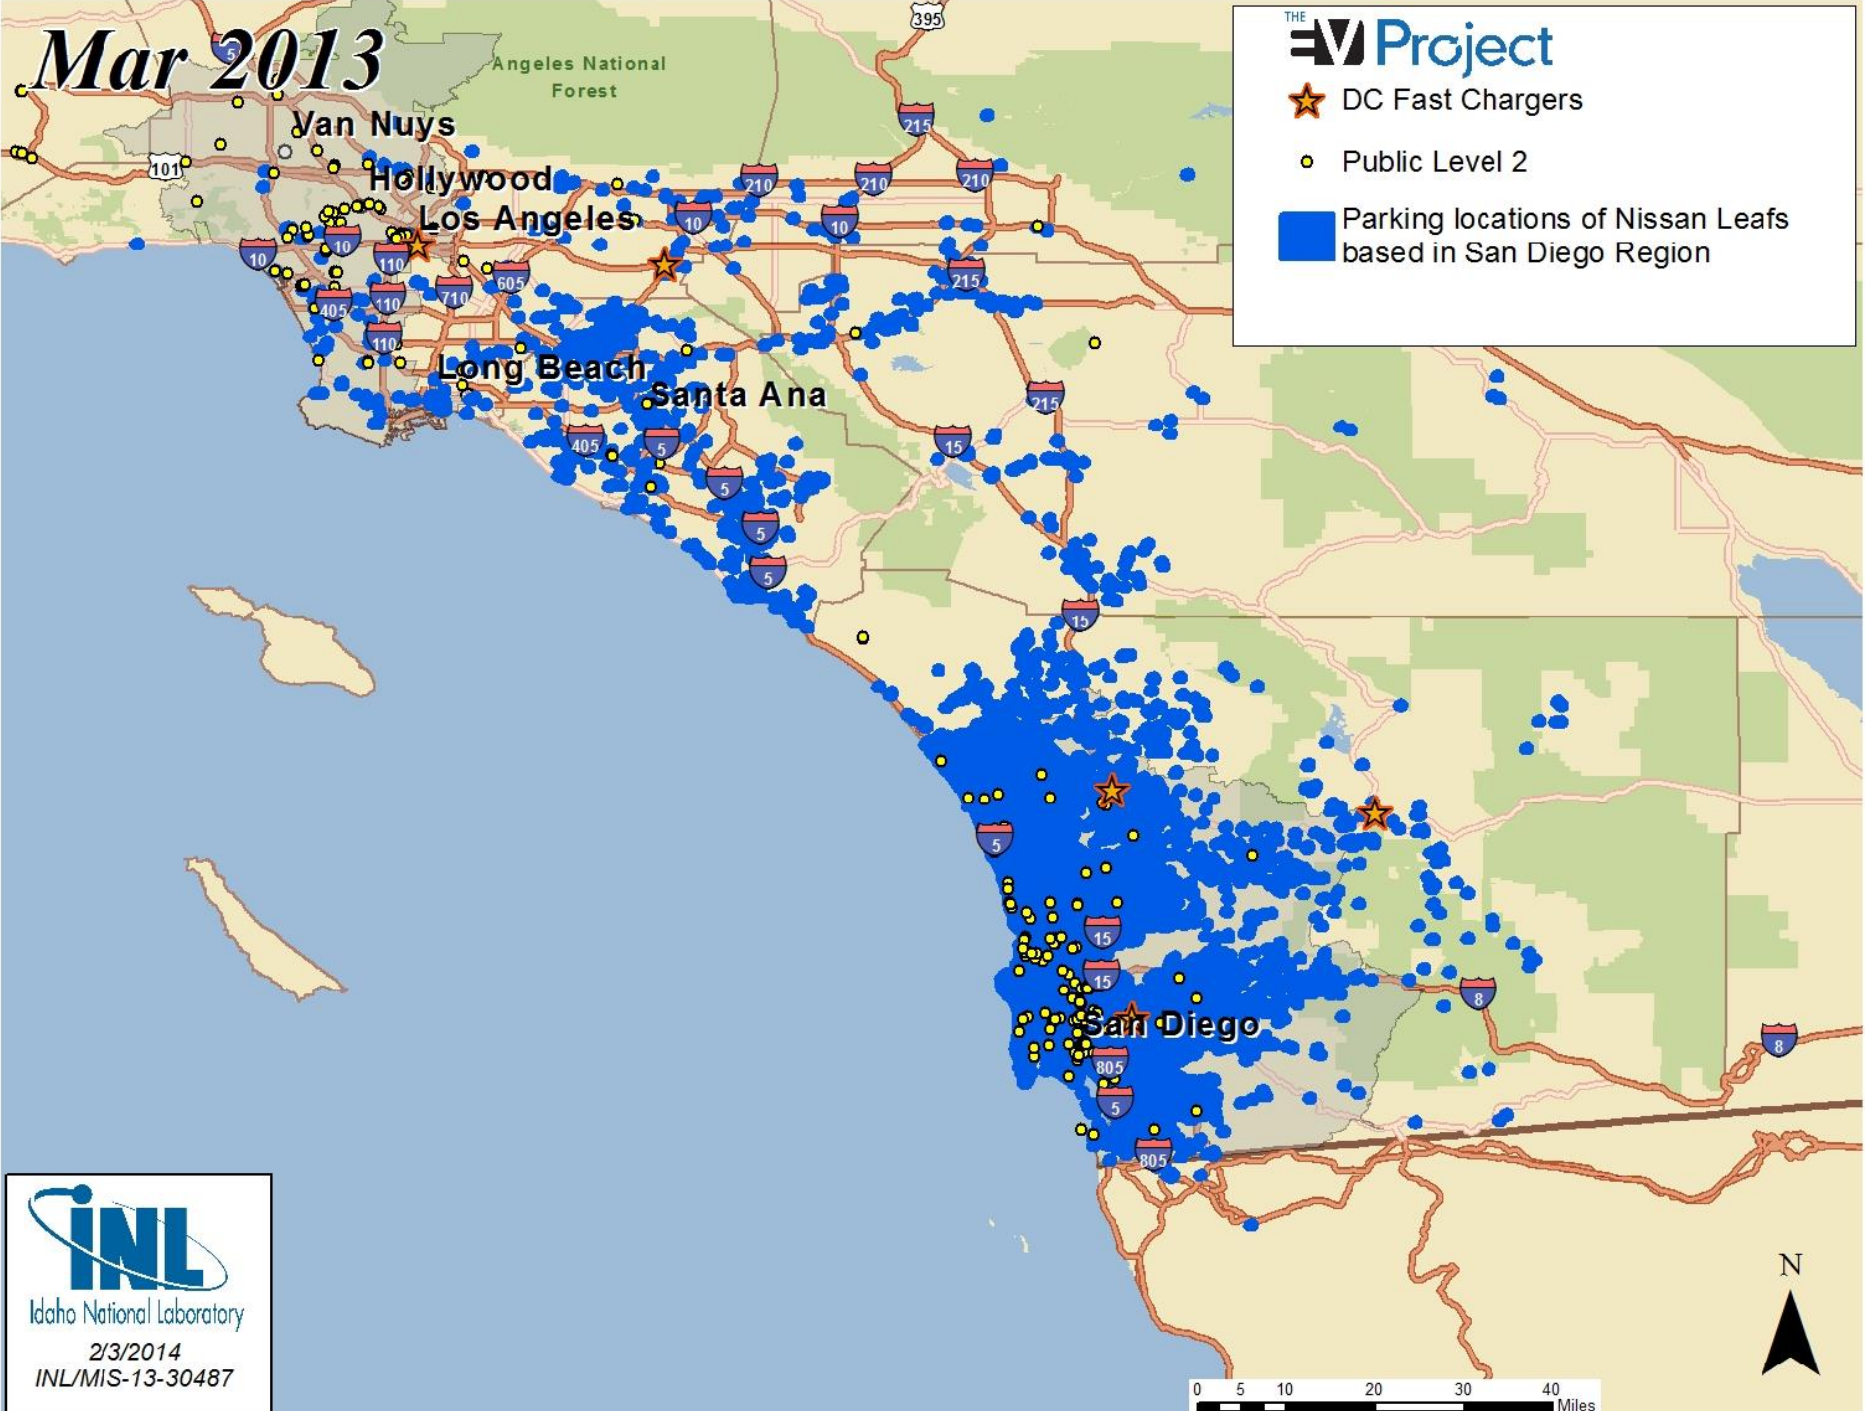 Mar 2013
5
395
Angeles National
Forest
Van Nuys
101
Hollywood
Los Angeles
215
210
210
210
10
10
10
10
110
215
605
710
110
405
110
Long Beach
Santa Ana
215
405
5
15
5
5
5
15
5
15
15
8
San Diego
8
805
5
805
THE
EV Project
DC Fast Chargers
Public Level 2
Parking locations of Nissan Leafs
based in San Diego Region
INL
Idaho National Laboratory
2/3/2014
INL/MIS-13-30487
N
0 5 10 20 30 40
Miles